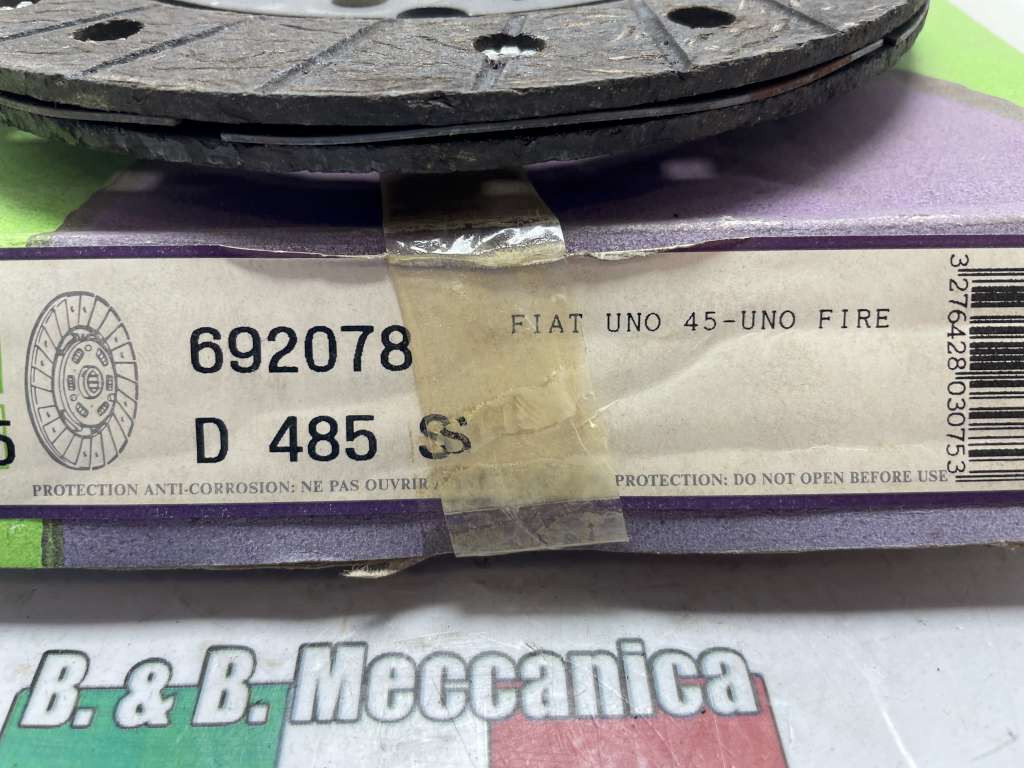 692078
FIAT UNO 45-UNO FIRE
D 485 S
5
PROTECTION ANTI-CORROSION: NE PAS OUVRIR
PROTECTION: DO NOT OPEN BEFORE USE
3276428030753
B. & B. Meccanica